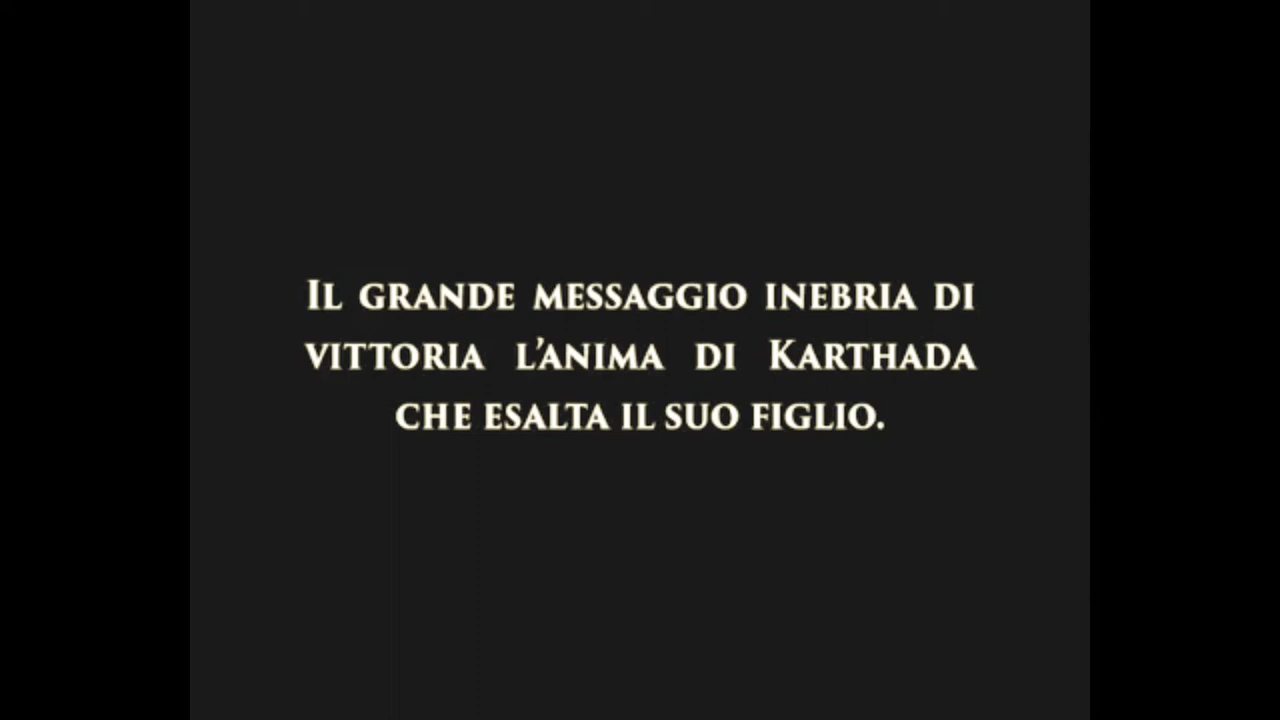 Il grande messaggio inebria di
vittoria l’anima di Karthada
che esalta il suo figlio.